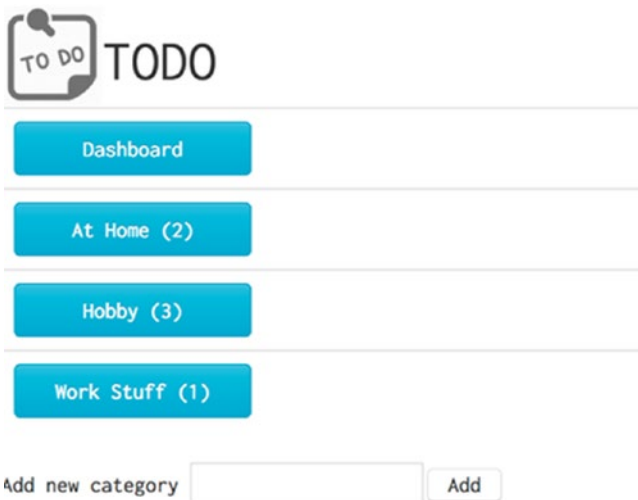 TO DO TODO
Dashboard
At Home (2)
Hobby (3)
Work Stuff (1)
Add new category Add